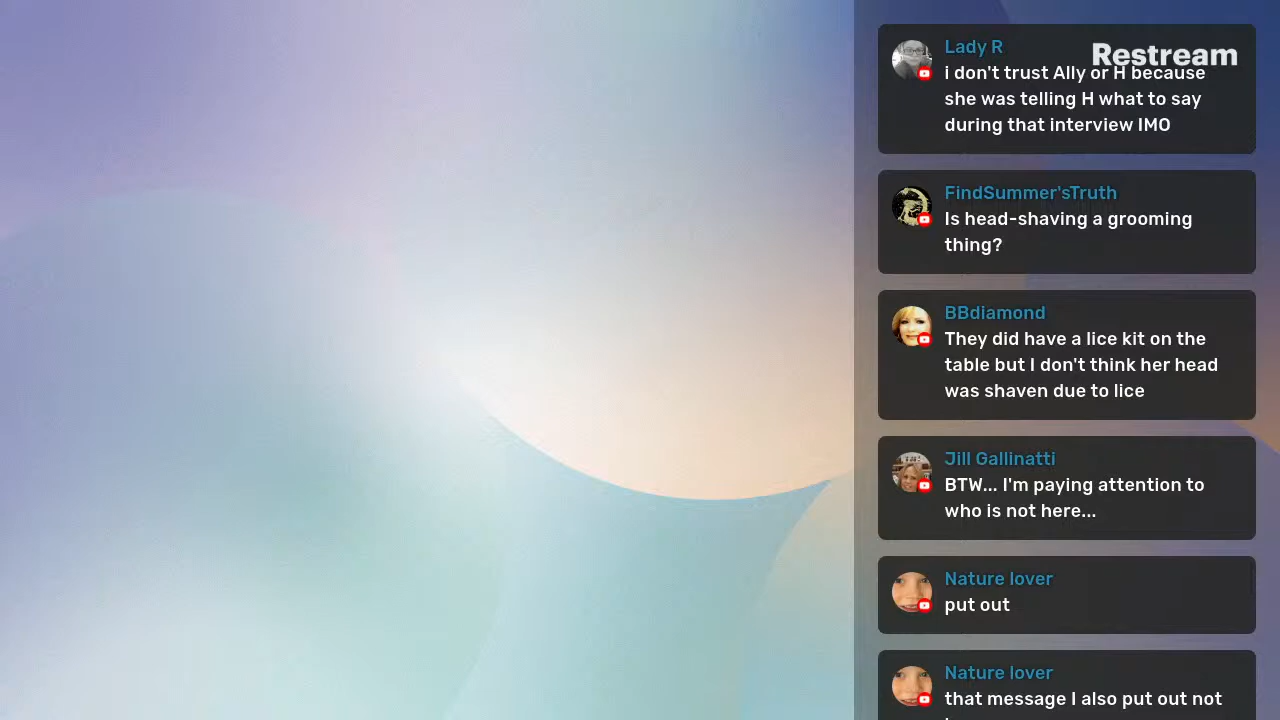 Restream
Lady R
i don't trust Ally or H because
she was telling H what to say
during that interview IMO
FindSummer'sTruth
Is head-shaving a grooming
thing?
BBdiamond
They did have a lice kit on the
table but I don't think her head
was shaven due to lice
Jill Gallinatti
BTW... I'm paying attention to
who is not here...
Nature lover
put out
Nature lover
that message I also put out not